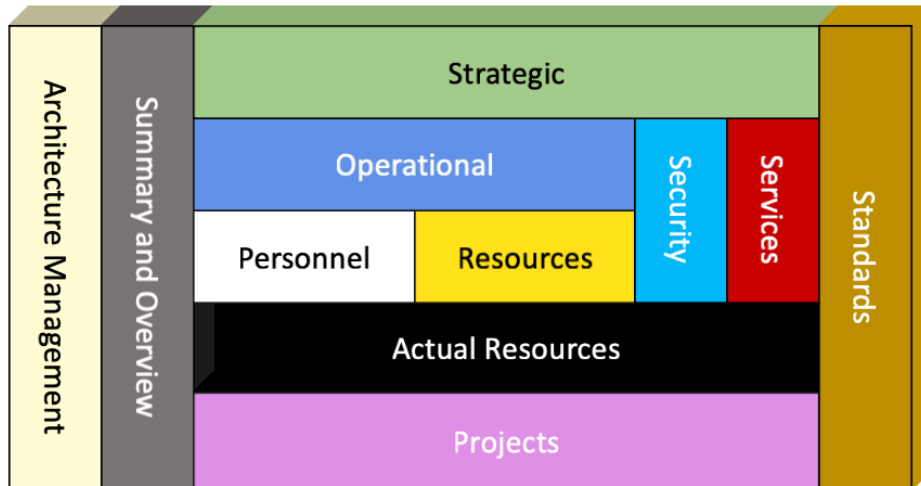 Architecture Management
Summary and Overview
Strategic
Operational
Security
Services
Personnel
Resources
Actual Resources
Projects
Standards